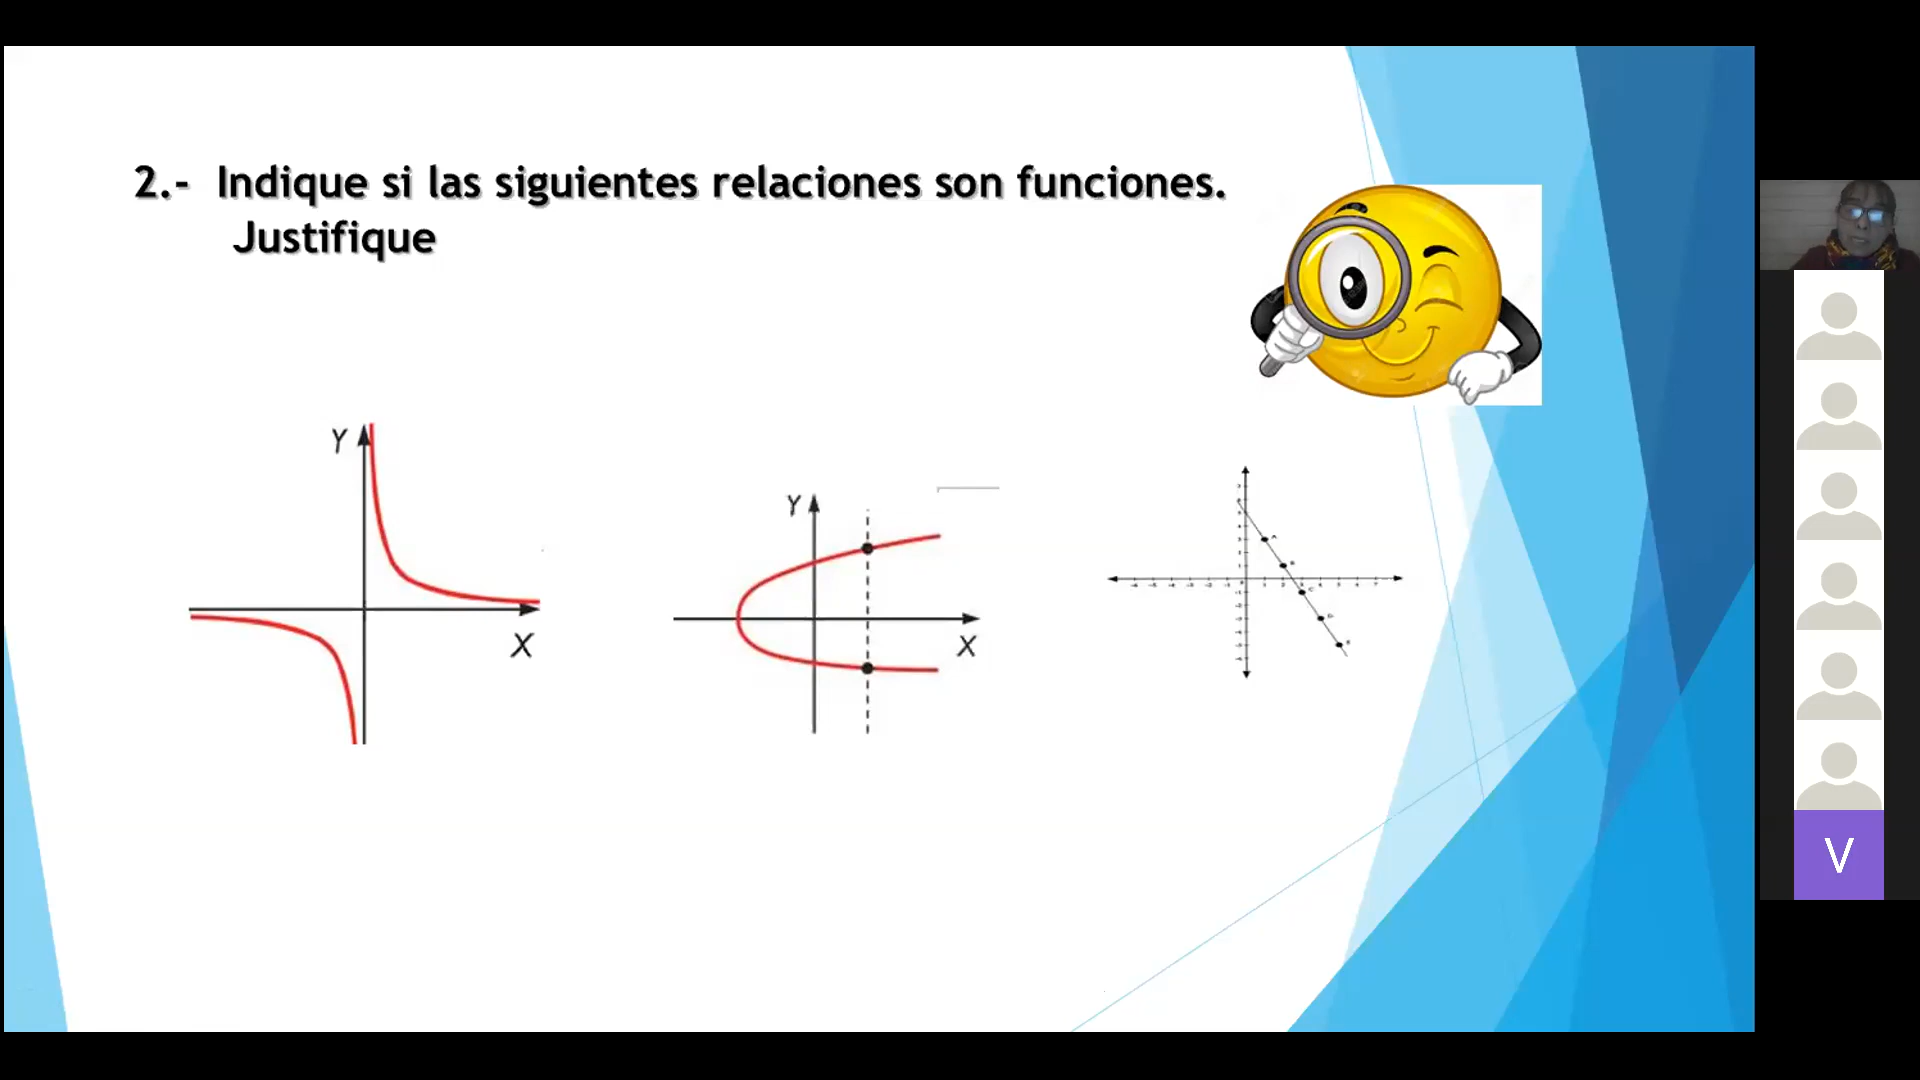 2.- Indique si las siguientes relaciones son funciones.
Justifique
Y
X
Y
X
V